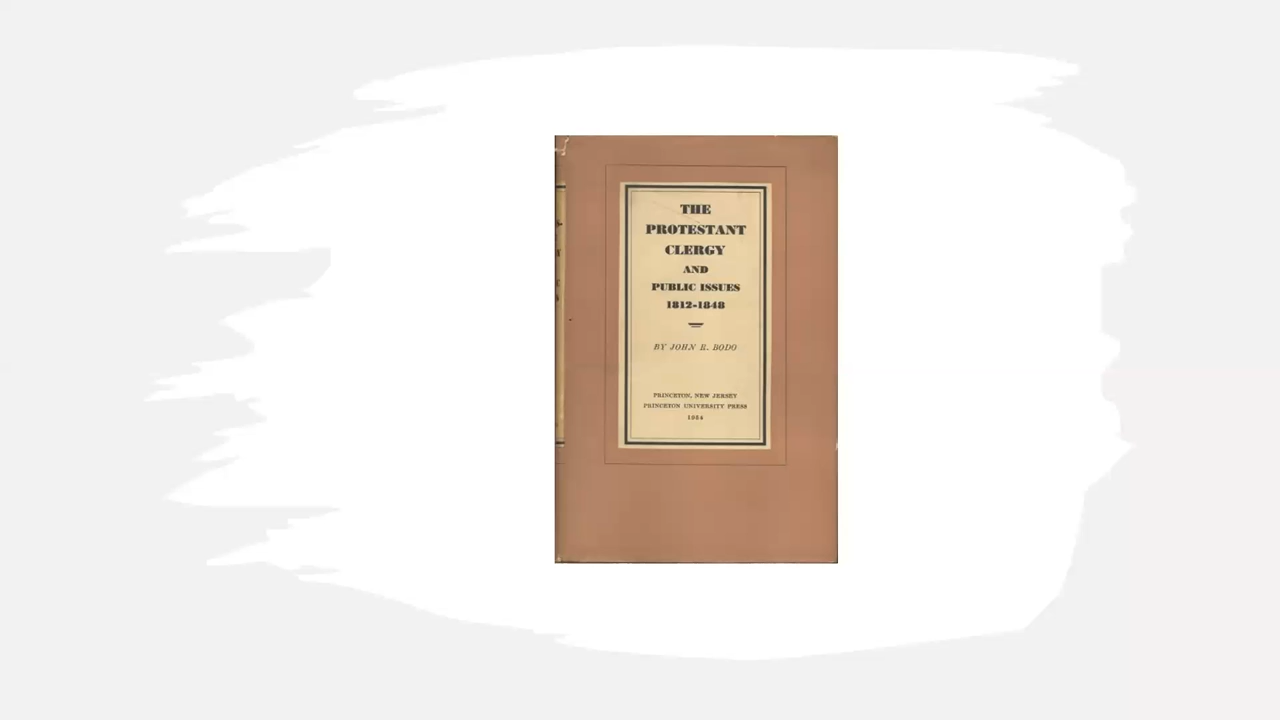 THE
PROTESTANT
CLERGY
AND
PUBLIC ISSUES
1812-1848
BY JOHN R. BODO
PRINCETON, NEW JERSEY
PRINCETON UNIVERSITY PRESS
1954